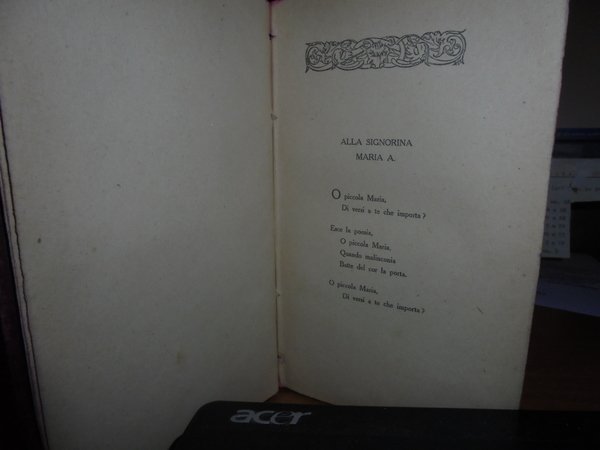 ALLA SIGNORINA
MARIA A.
O piccola Maria,
Di versi a te che importa?
Esce la poesia,
O piccola Maria,
Quando malinconia
Batte del cor la porta.
O piccola Maria,
Di versi a te che importa?
acer